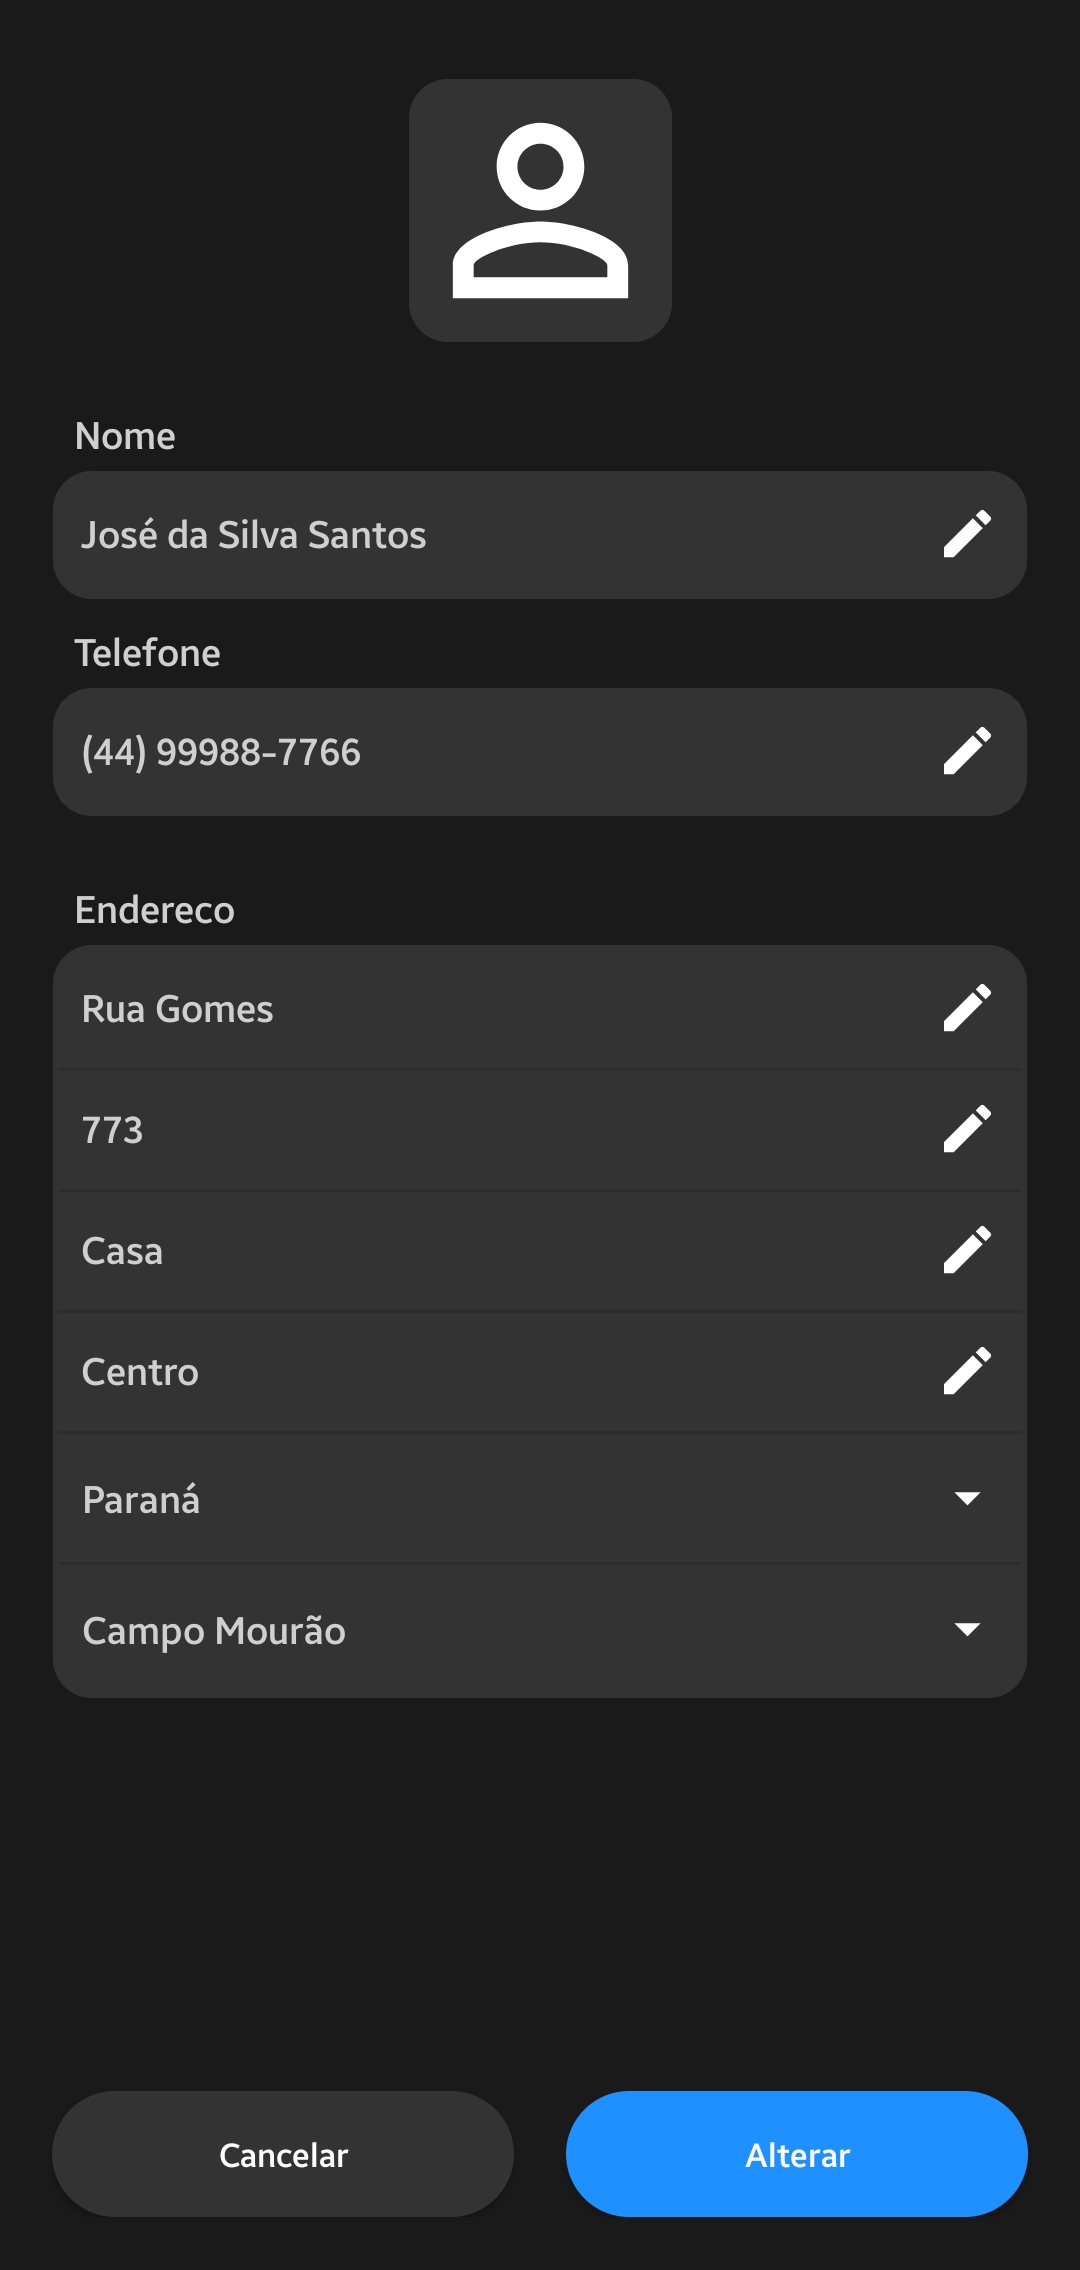 Nome
José da Silva Santos
Telefone
(44) 99988-7766
Endereco
Rua Gomes
773
Casa
Centro
Paraná
Campo Mourão
Cancelar
Alterar